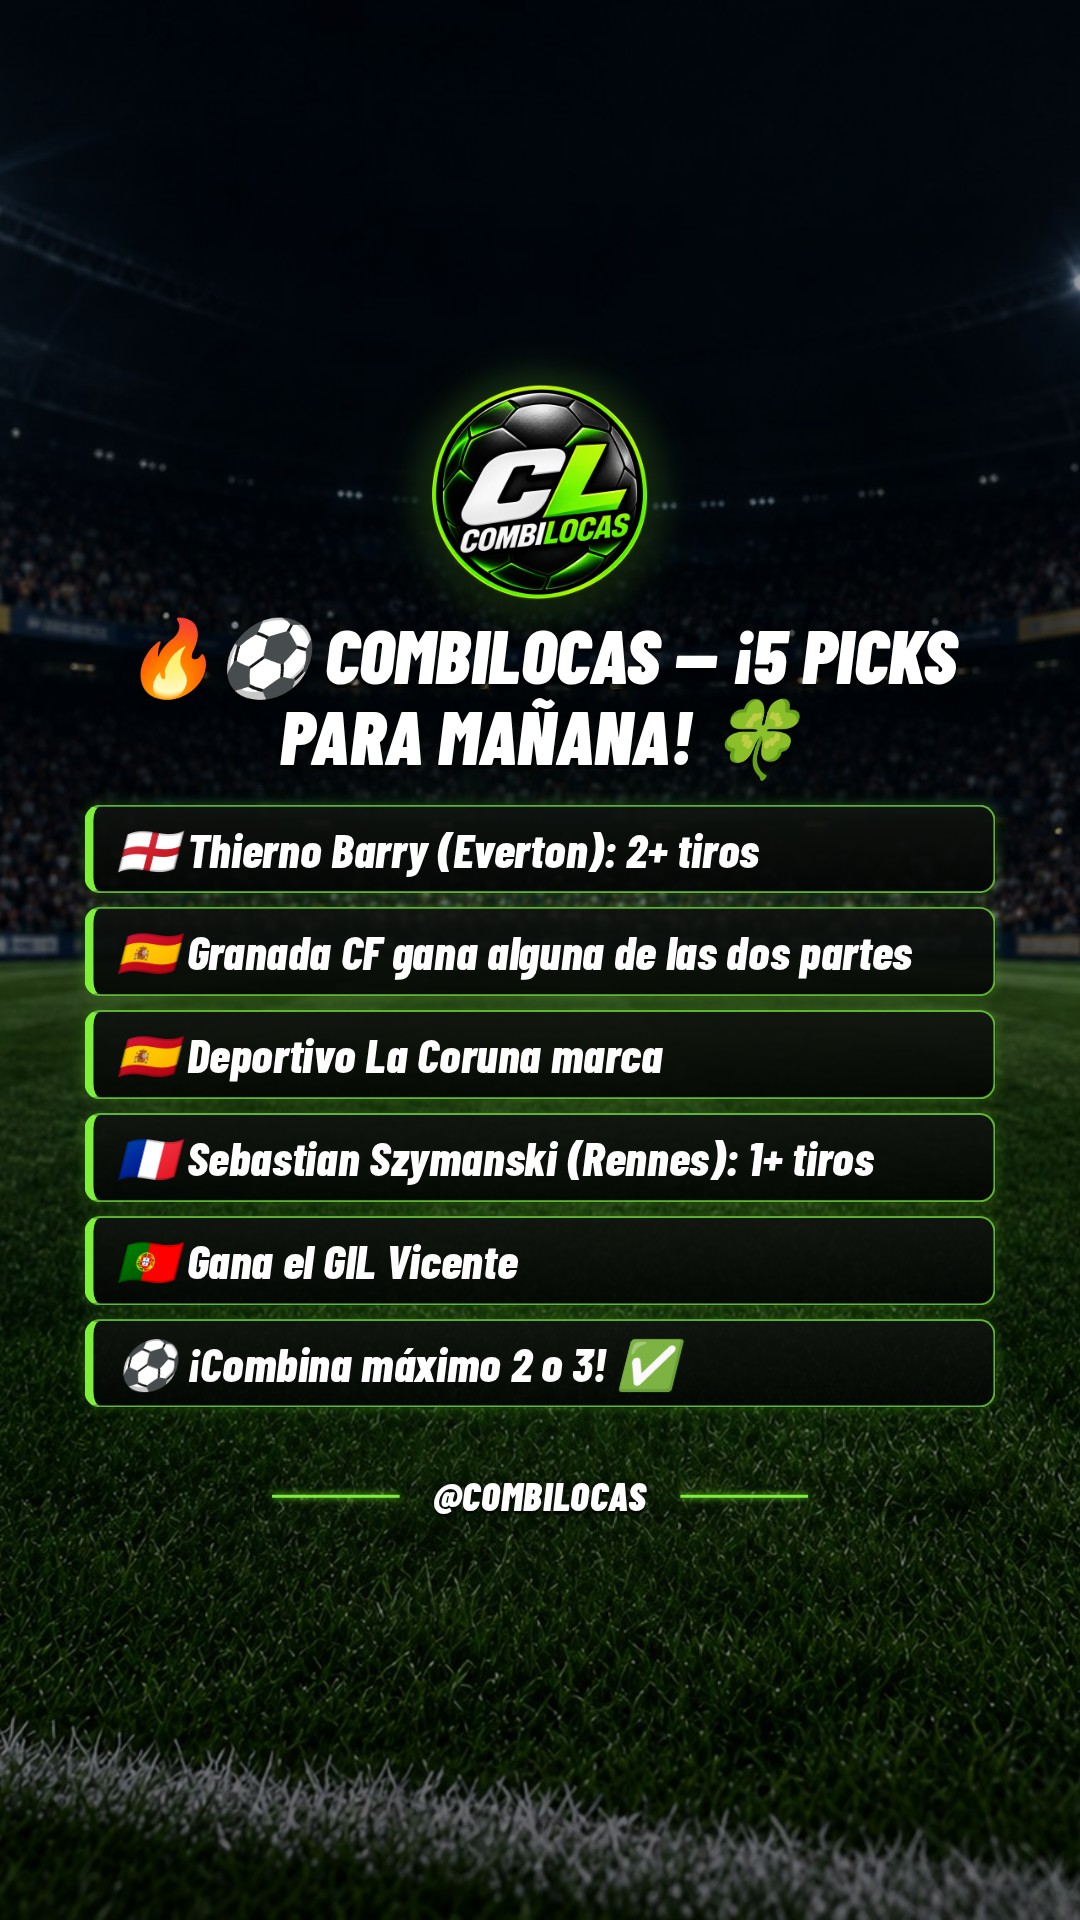 CL
COMBILOCAS
🔥⚽ COMBILOCAS – ¡5 PICKS
PARA MAÑANA! 🍀
🏴󠁧󠁢󠁥󠁮󠁧󠁿 Thierno Barry (Everton): 2+ tiros
🇪🇸 Granada CF gana alguna de las dos partes
🇪🇸 Deportivo La Coruna marca
🇫🇷 Sebastian Szymanski (Rennes): 1+ tiros
🇵🇹 Gana el GIL Vicente
⚽ ¡Combina máximo 2 o 3! ✅
@COMBILOCAS